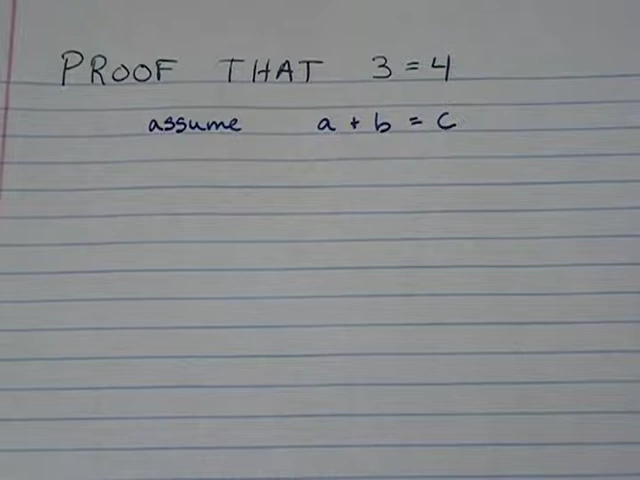 PROOF THAT 3 = 4
assume a + b = c